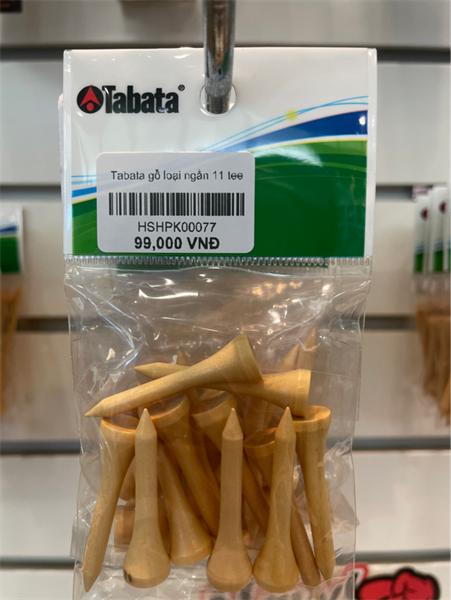 Tabata®
Tabata gỗ loại ngắn 11 tee
HSHPK00077
99,000 VNĐ